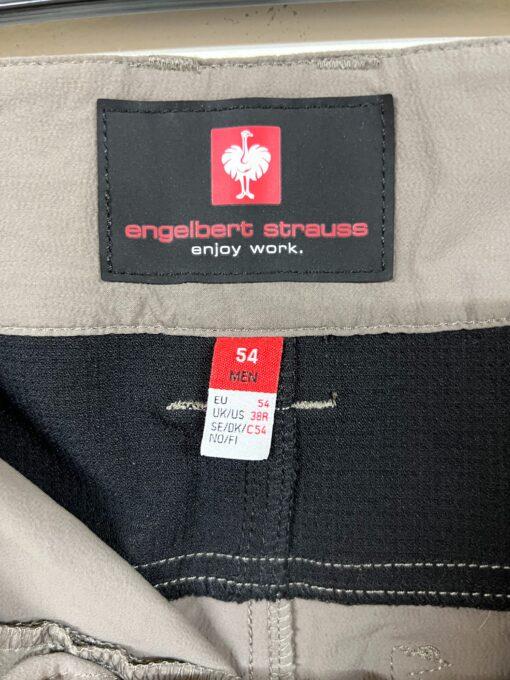 engelbert strauss
enjoy work.
54
MEN
EU 54
UK/US 38R
SE/DK/ C54
NO/FI